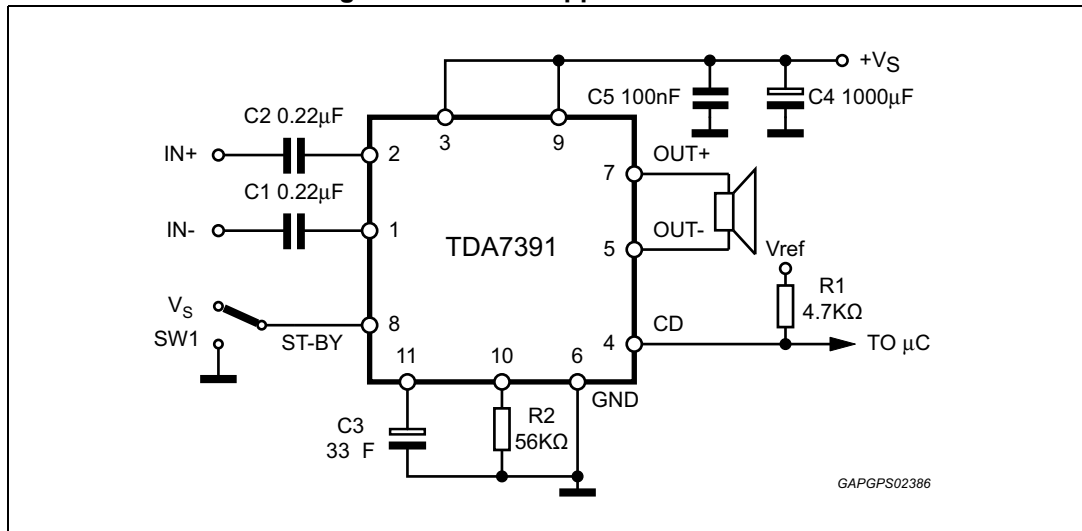 +VS
C5 100nF
C4 1000μF
C2 0.22μF
IN+
2
3
9
7
OUT+
C1 0.22μF
IN-
1
TDA7391
5
OUT-
Vref
R1
4.7KΩ
VS
SW1
ST-BY
8
CD
4
TO μC
11
10
6
GND
C3
33 F
R2
56KΩ
GAPGPS02386